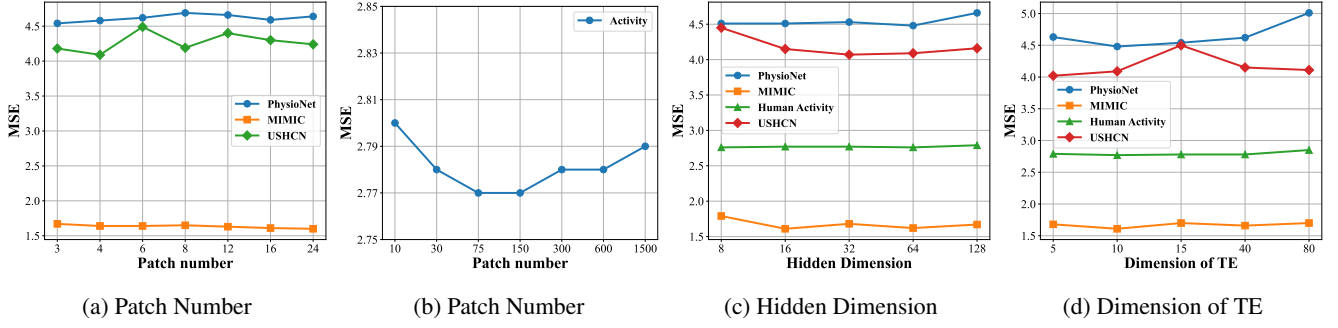 4.5
4.0
3.5
3.0
2.5
2.0
1.5
MSE
PhysioNet
MIMIC
USHCN
3 4 6 8 12 16 24
Patch number
(a) Patch Number
2.85
2.83
2.81
2.79
2.77
2.75
MSE
Activity
10 30 75 150 300 600 1500
Patch number
(b) Patch Number
4.5
4.0
3.5
3.0
2.5
2.0
1.5
MSE
PhysioNet
MIMIC
Human Activity
USHCN
8 16 32 64 128
Hidden Dimension
(c) Hidden Dimension
5.0
4.5
4.0
3.5
3.0
2.5
2.0
1.5
MSE
PhysioNet
MIMIC
Human Activity
USHCN
5 10 15 40 80
Dimension of TE
(d) Dimension of TE